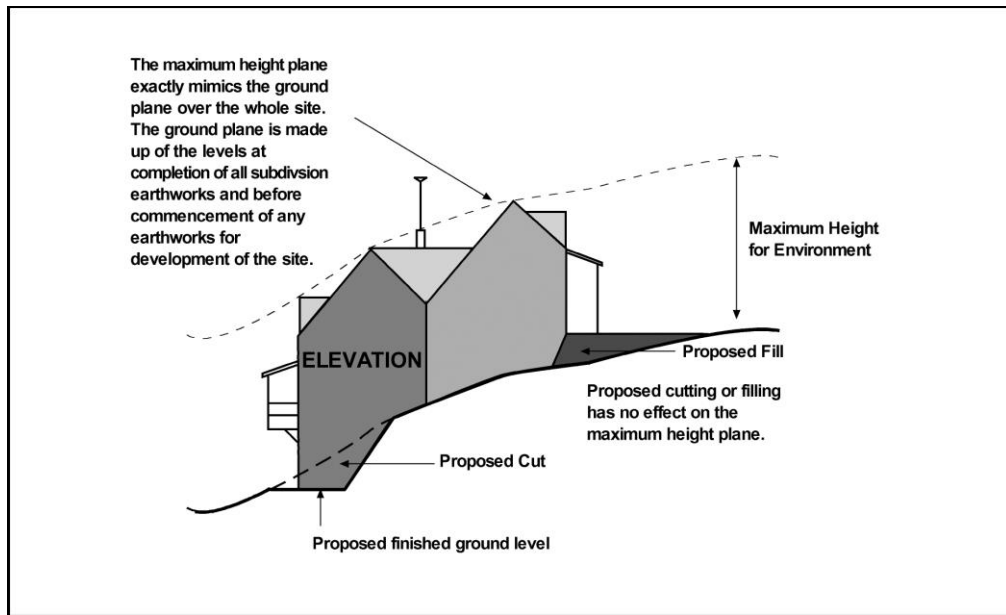 The maximum height plane
exactly mimics the ground
plane over the whole site.
The ground plane is made
up of the levels at
completion of all subdivsion
earthworks and before
commencement of any
earthworks for
development of the site.
Maximum Height
for Environment
ELEVATION
Proposed Fill
Proposed cutting or filling
has no effect on the
maximum height plane.
Proposed Cut
Proposed finished ground level